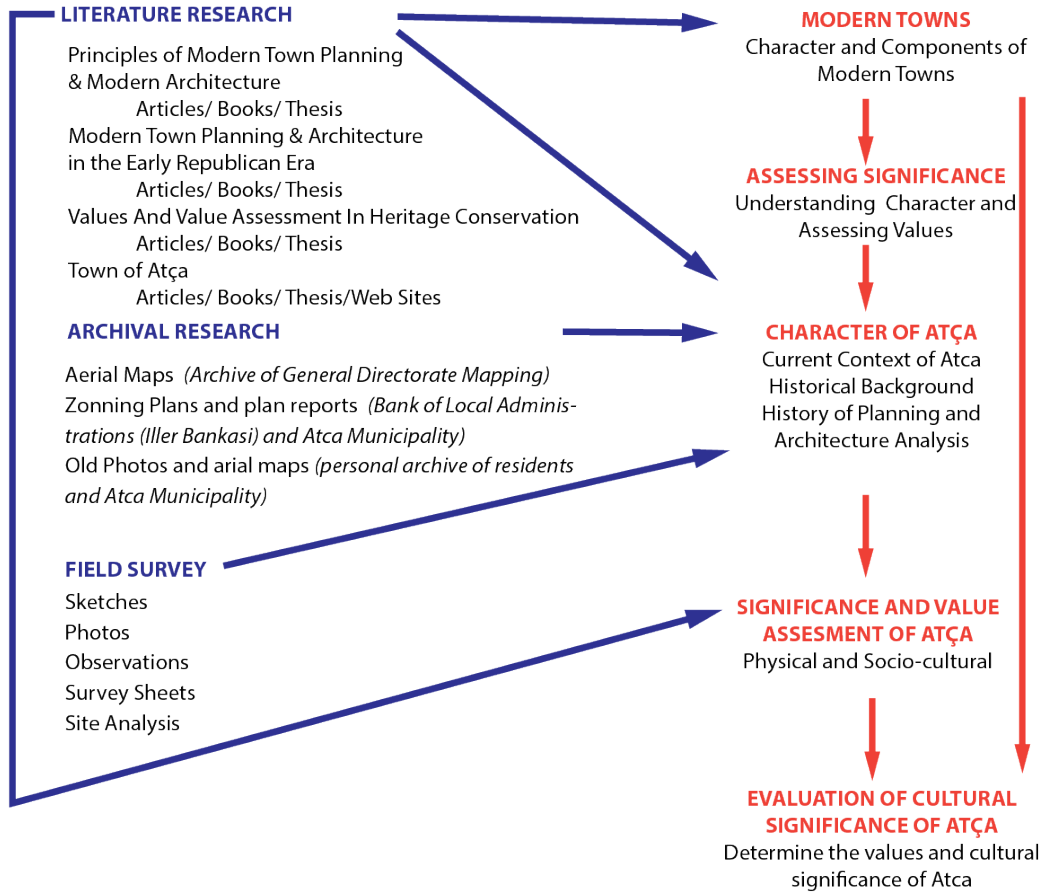 LITERATURE RESEARCH
Principles of Modern Town Planning
& Modern Architecture
Articles/ Books/ Thesis
Modern Town Planning & Architecture
in the Early Republican Era
Articles/ Books/ Thesis
Values And Value Assessment In Heritage Conservation
Articles/ Books/ Thesis
Town of Atça
Articles/ Books/ Thesis/Web Sites
ARCHIVAL RESEARCH
Aerial Maps (Archive of General Directorate Mapping)
Zonning Plans and plan reports (Bank of Local Adminis-
trations (Iller Bankasi) and Atca Municipality)
Old Photos and arial maps (personal archive of residents
and Atca Municipality)
FIELD SURVEY
Sketches
Photos
Observations
Survey Sheets
Site Analysis
MODERN TOWNS
Character and Components of
Modern Towns
ASSESSING SIGNIFICANCE
Understanding Character and
Assessing Values
CHARACTER OF ATÇA
Current Context of Atca
Historical Background
History of Planning and
Architecture Analysis
SIGNIFICANCE AND VALUE
ASSESMENT OF ATÇA
Physical and Socio-cultural
EVALUATION OF CULTURAL
SIGNIFICANCE OF ATÇA
Determine the values and cultural
significance of Atca